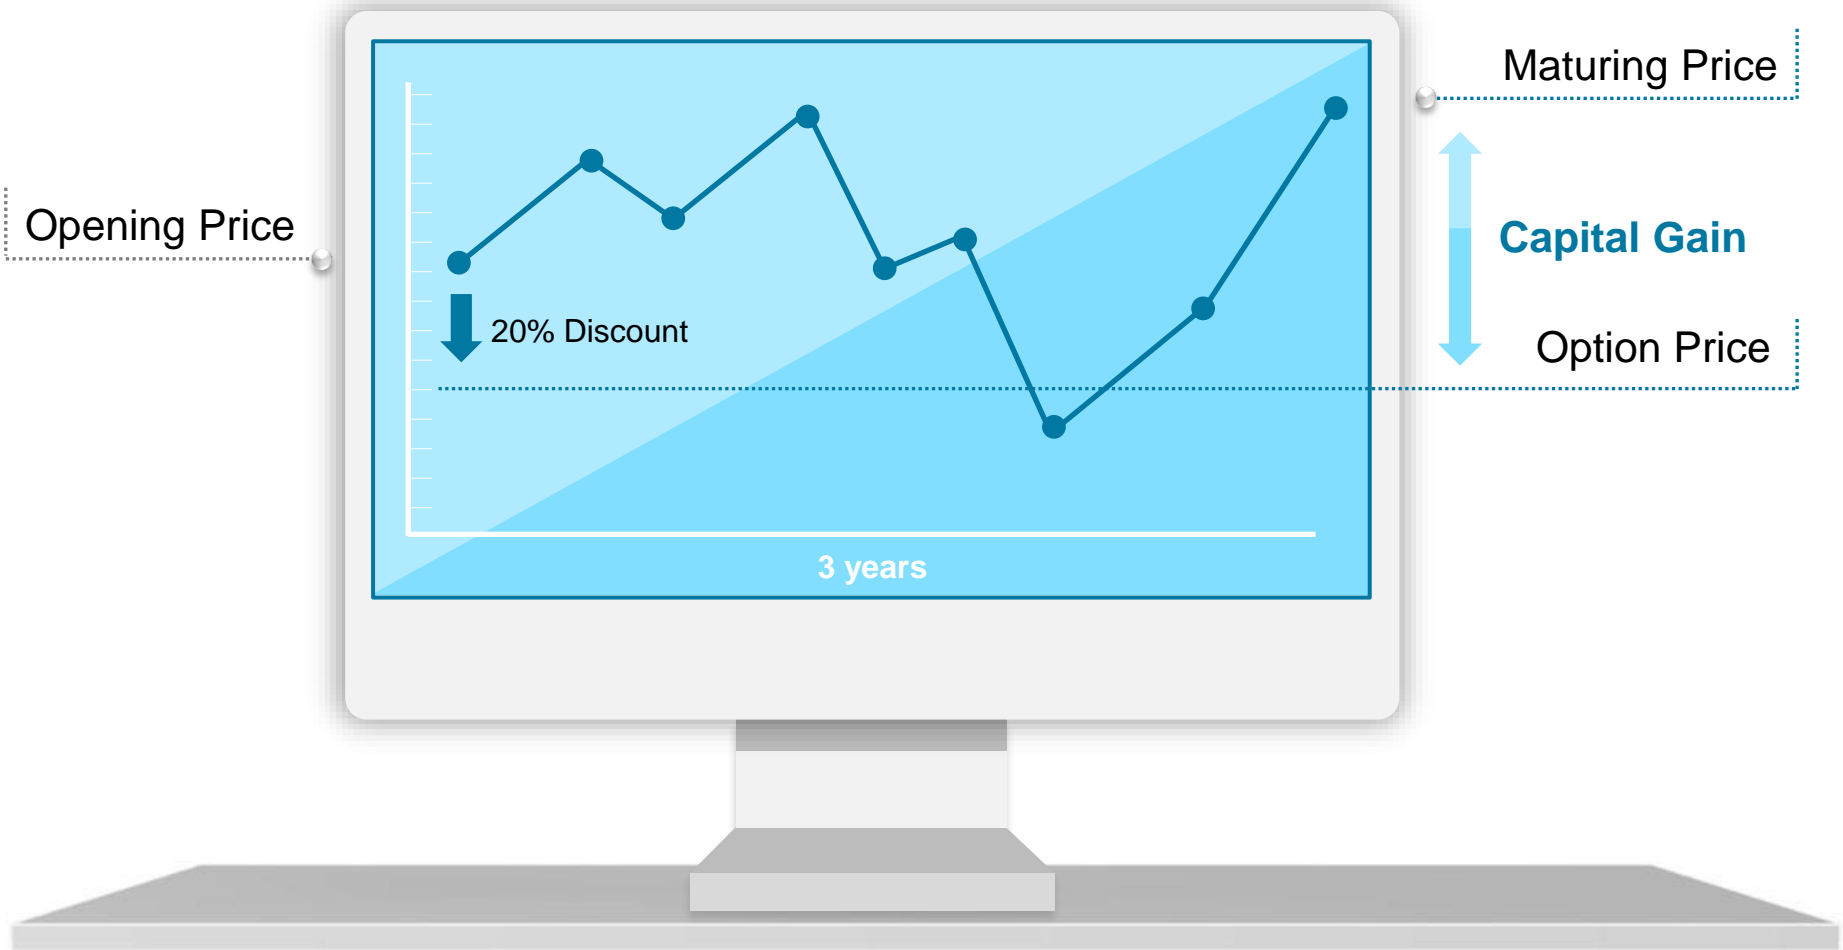 Maturing Price
Opening Price
Capital Gain
20% Discount
Option Price
3 years